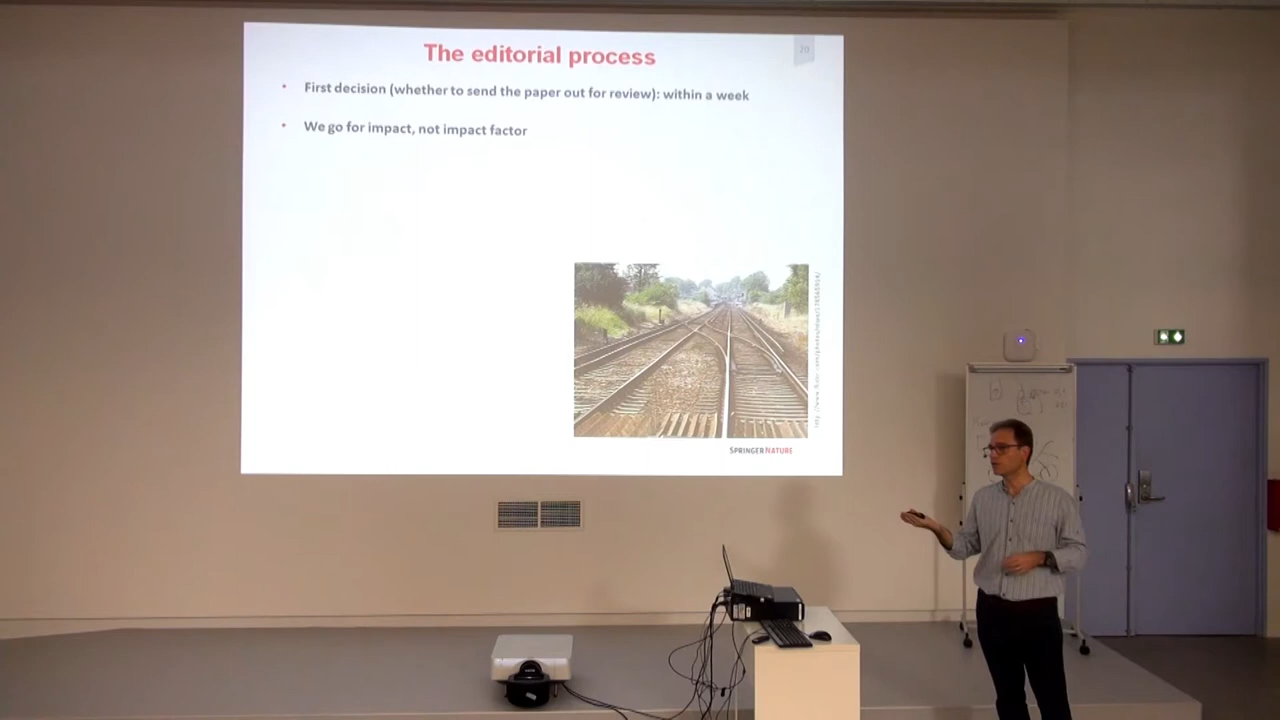 The editorial process
20
• First decision (whether to send the paper out for review): within a week
• We go for impact, not impact factor
SPRINGER NATURE